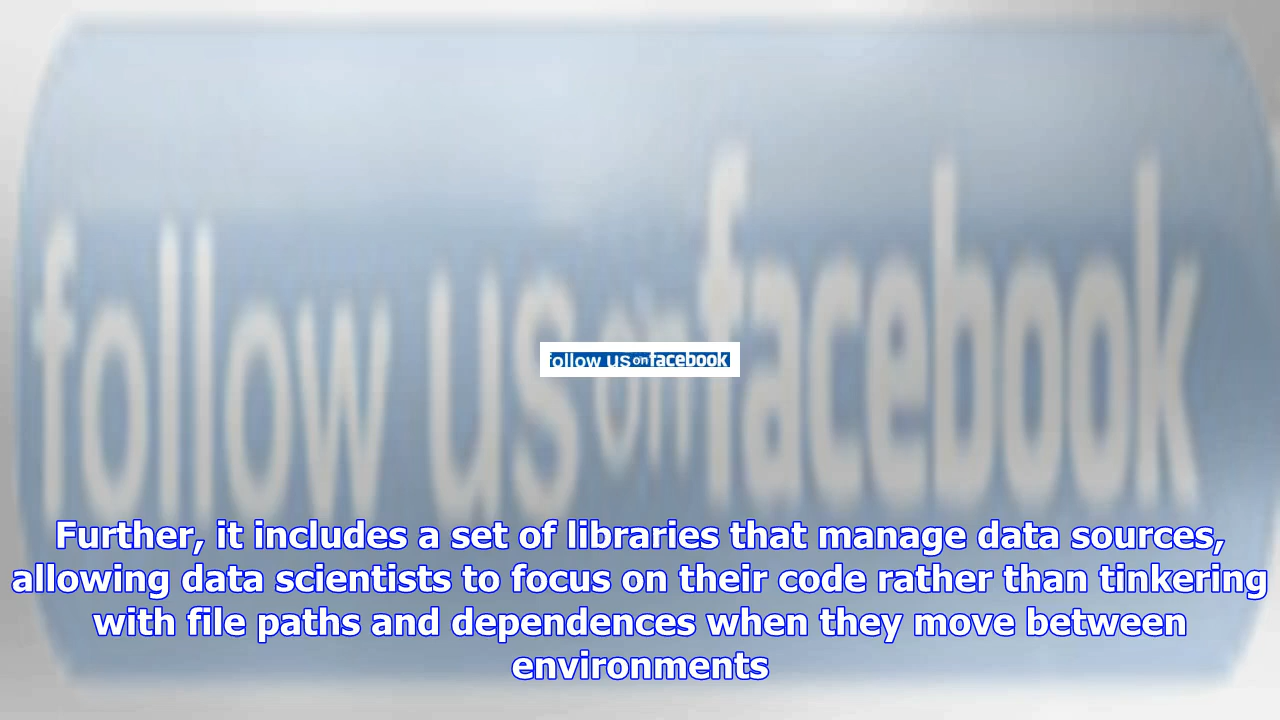 follow us on facebook
ollow us on facebook
Further, it includes a set of libraries that manage data sources,
allowing data scientists to focus on their code rather than tinkering
with file paths and dependences when they move between
environments